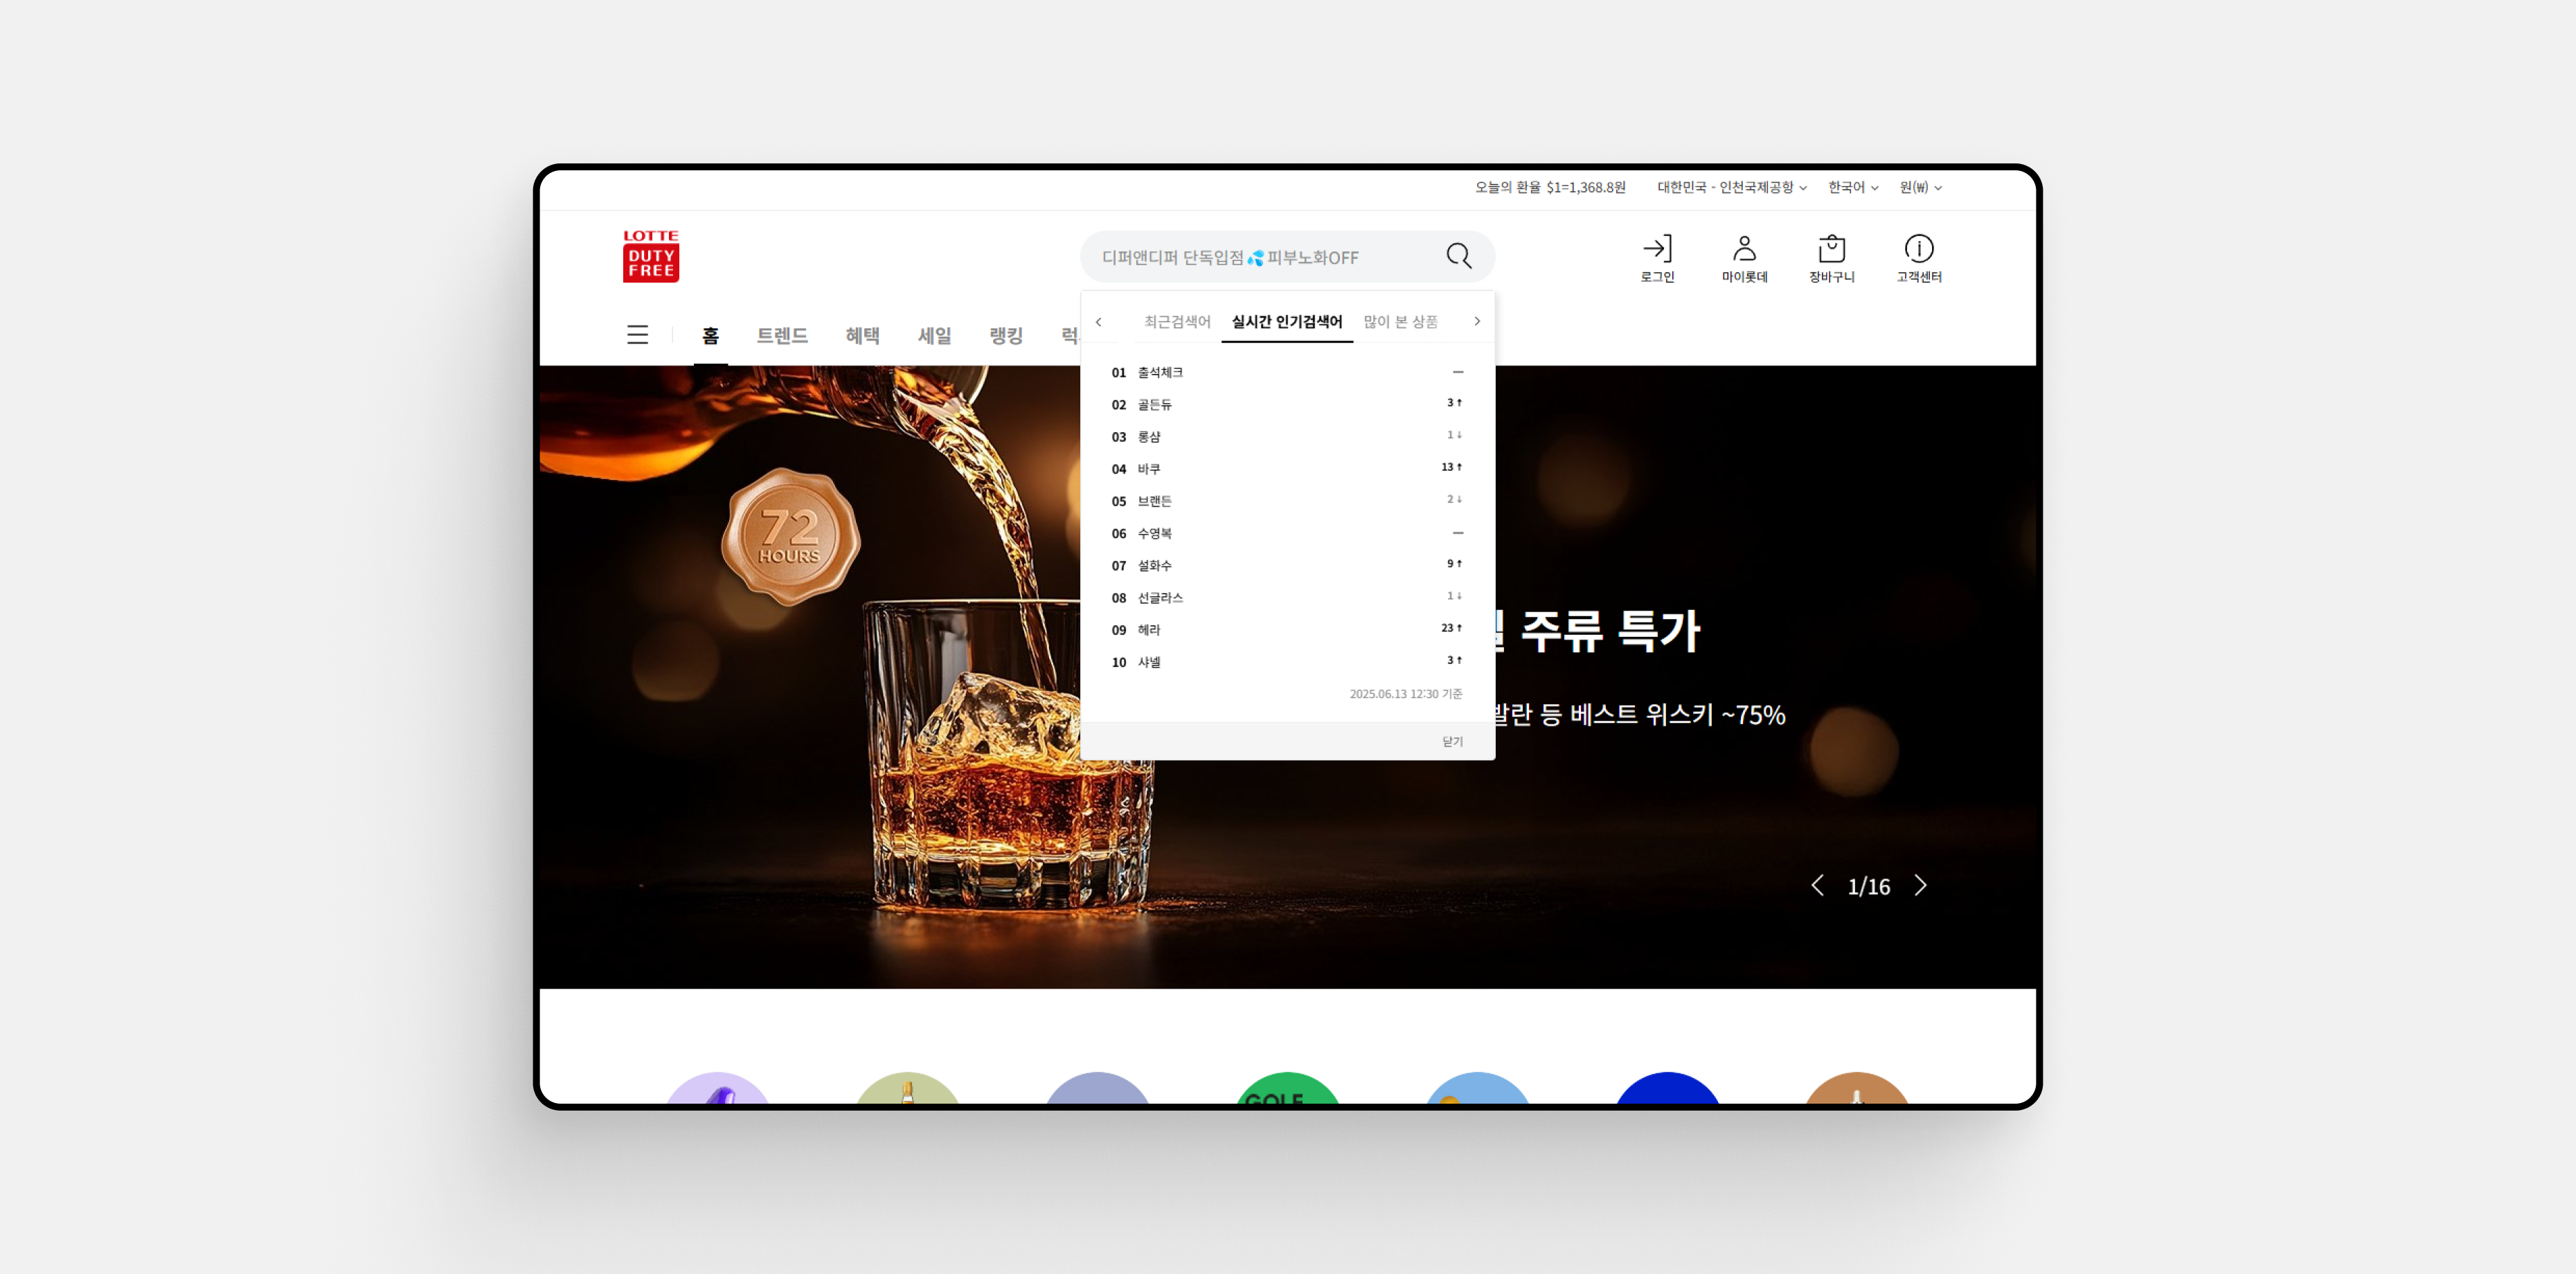 오늘의 환율 $1=1,368.8원 대한민국 - 인천국제공항 한국어 원(₩)
LOTTE
DUTY
FREE
디퍼앤디퍼 단독입점💦피부노화OFF
로그인 마이롯데 장바구니 고객센터
홈 트렌드 혜택 세일 랭킹 럭
최근검색어 실시간 인기검색어 많이 본 상품
01 출석체크 —
02 골든듀 3↑
03 롱샴 1↓
04 바쿠 13↑
05 브랜든 2↓
06 수영복 —
07 설화수 9↑
08 선글라스 1↓
09 헤라 23↑
10 샤넬 3↑
2025.06.13 12:30 기준
닫기
72
HOURS
주류 특가
발란 등 베스트 위스키 ~75%
1/16
GOLF